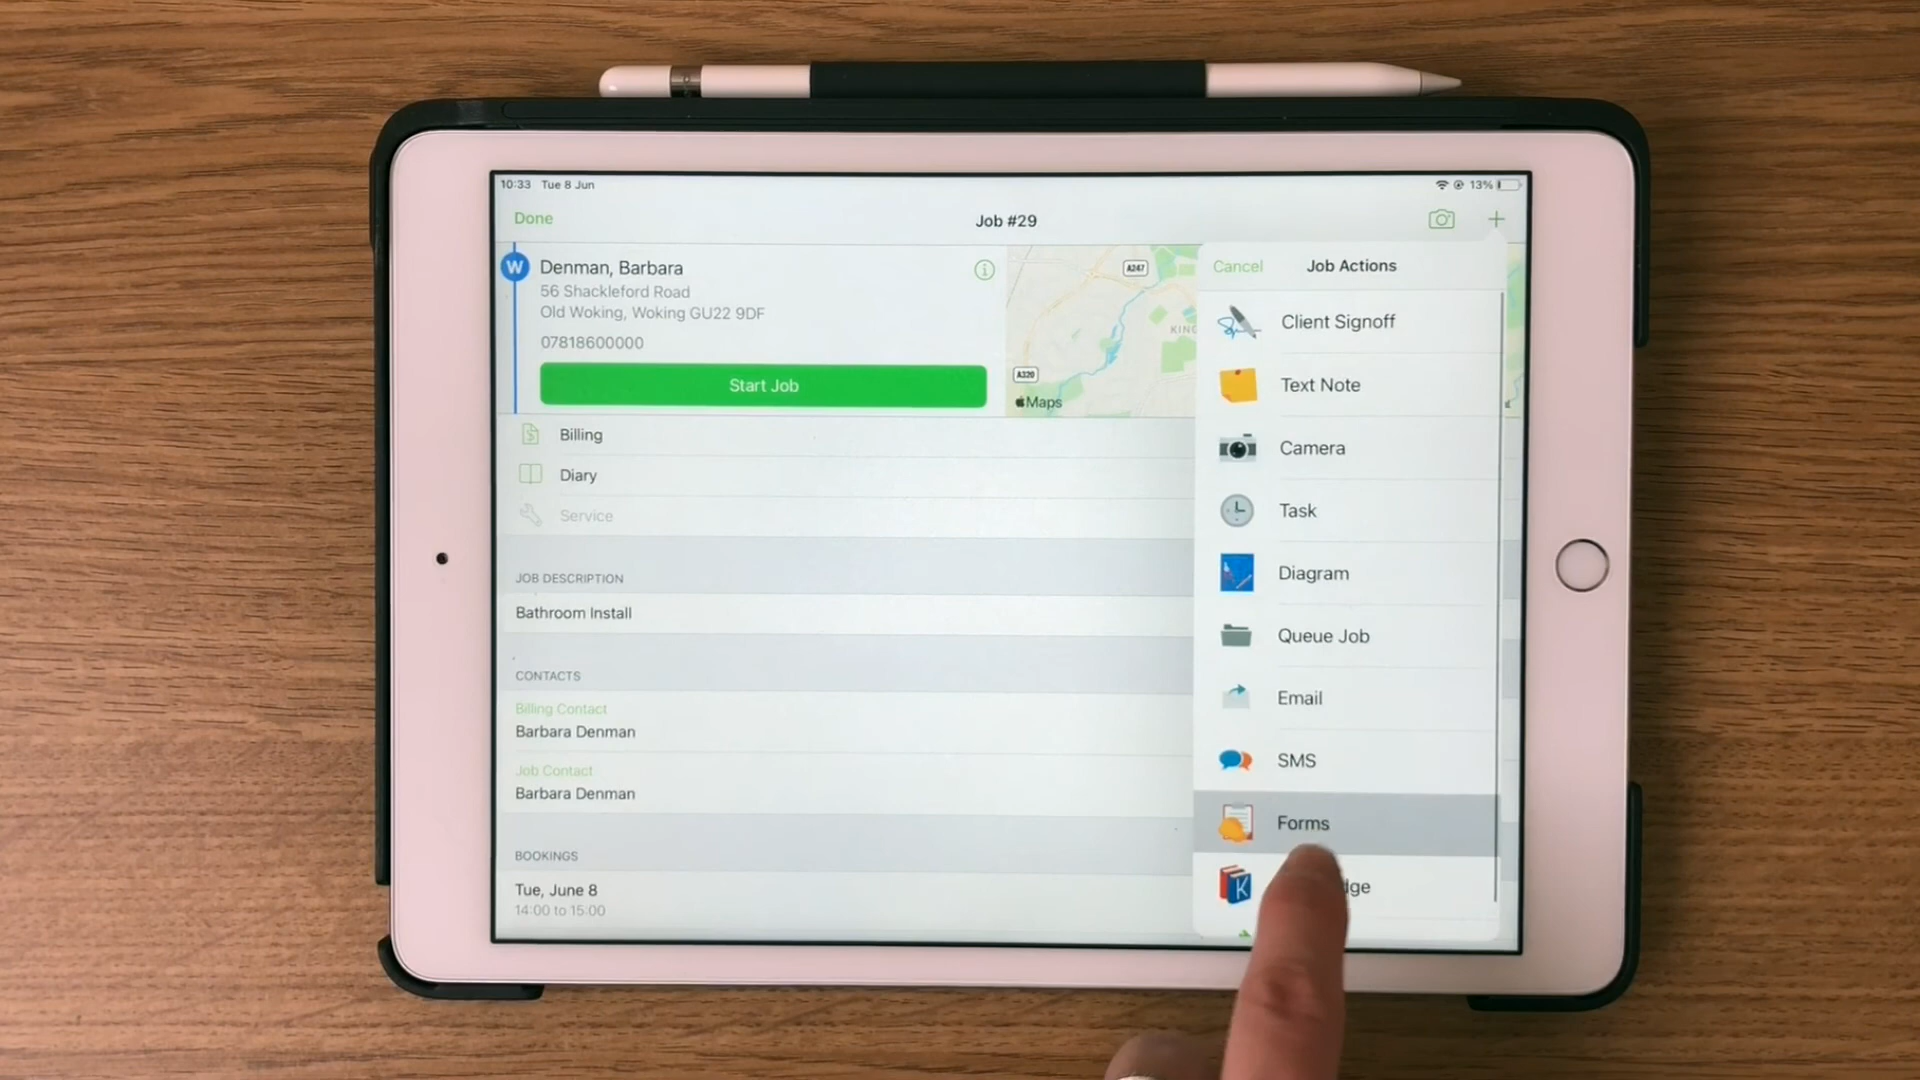 10:33 Tue 8 Jun
13%
Done
Job #29
W
Denman, Barbara
56 Shackleford Road
Old Woking, Woking GU22 9DF
07818600000
Start Job
A247
A320
Maps
Billing
Diary
Service
JOB DESCRIPTION
Bathroom Install
CONTACTS
Billing Contact
Barbara Denman
Job Contact
Barbara Denman
BOOKINGS
Tue, June 8
14:00 to 15:00
Cancel
Job Actions
Client Signoff
Text Note
Camera
Task
Diagram
Queue Job
Email
SMS
Forms
K